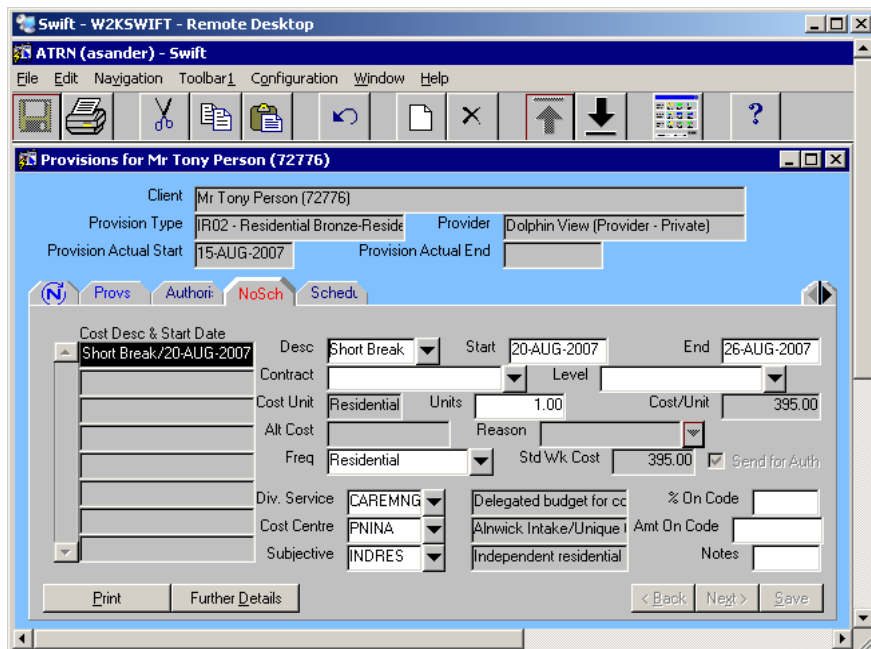 Swift - W2KSWIFT - Remote Desktop
ATRN (asander) - Swift
File Edit Navigation Toolbar1 Configuration Window Help
Provisions for Mr Tony Person (72776)
Client Mr Tony Person (72776)
Provision Type IR02 - Residential Bronze-Reside Provider Dolphin View (Provider - Private)
Provision Actual Start 15-AUG-2007 Provision Actual End
N Provs Authoris NoSch Schedu
Cost Desc & Start Date
Short Break/20-AUG-2007
Desc Short Break Start 20-AUG-2007 End 26-AUG-2007
Contract Level
Cost Unit Residential Units 1.00 Cost/Unit 395.00
Alt Cost Reason
Freq Residential Std Wk Cost 395.00 Send for Auth
Div. Service CAREMNG Delegated budget for cc % On Code
Cost Centre PNINA Alnwick Intake/Unique Amt On Code
Subjective INDRES Independent residential Notes
Print Further Details < Back Next > Save